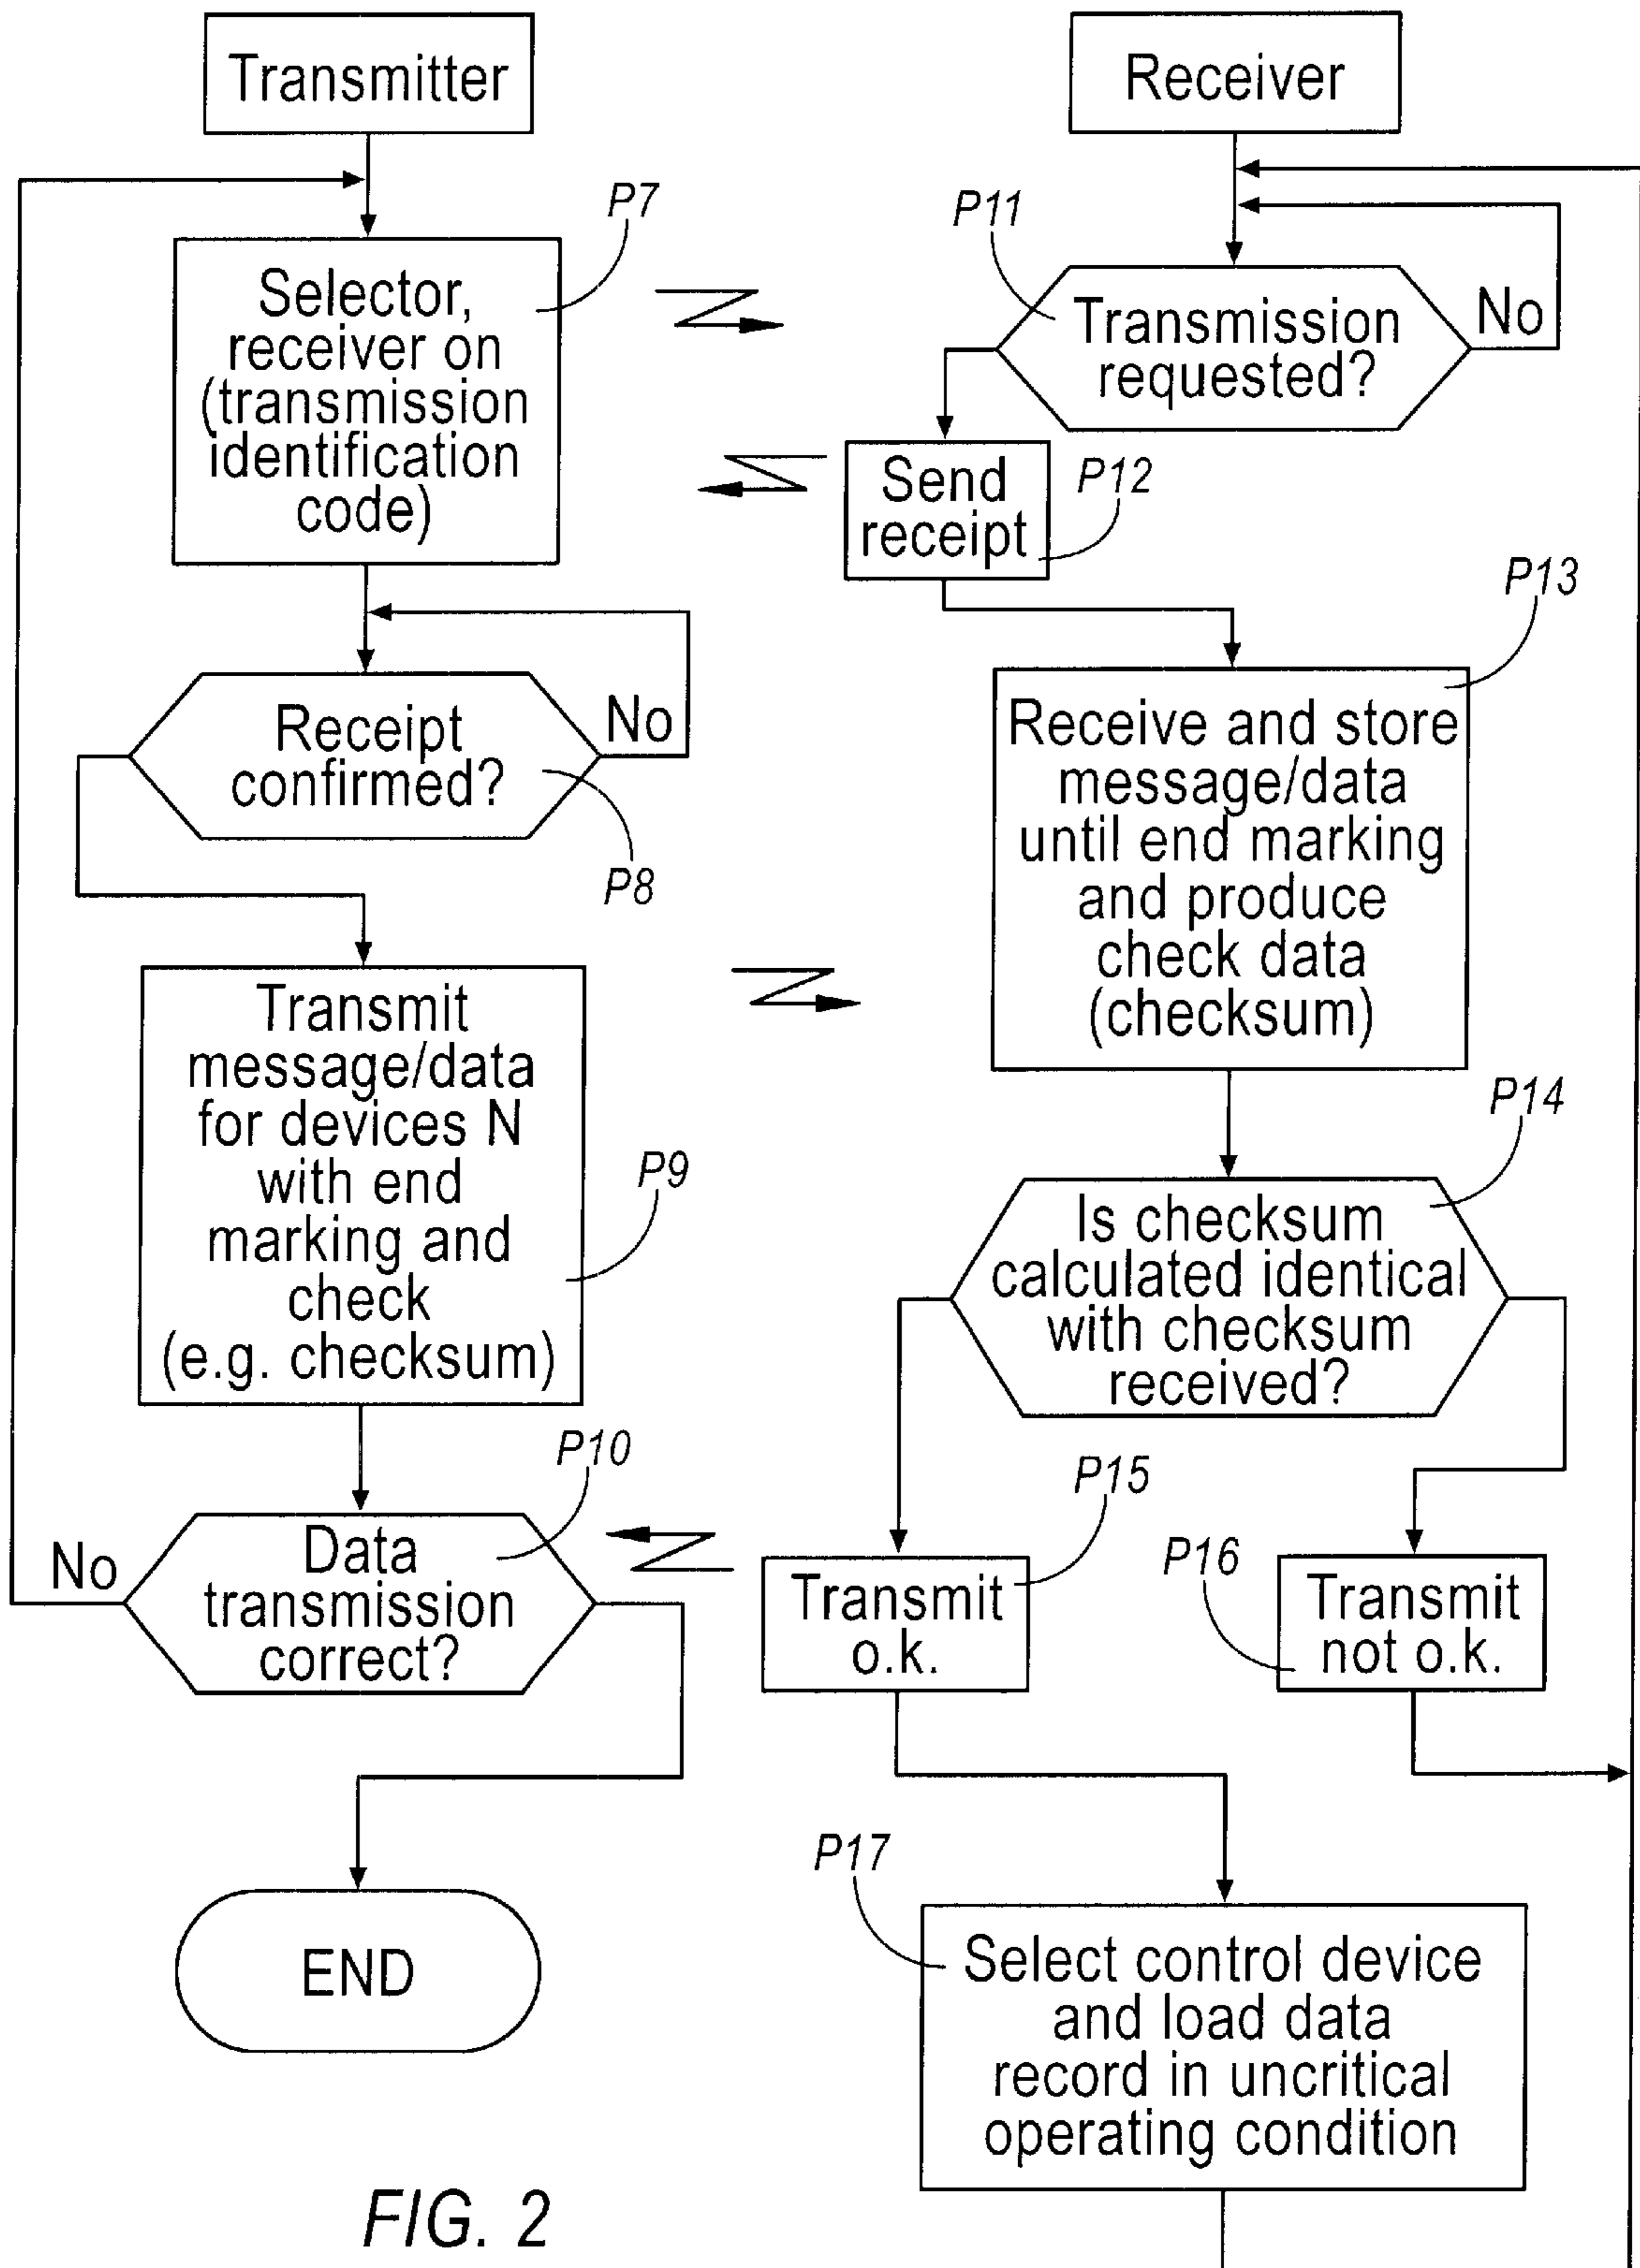 Transmitter
P7
Selector,
receiver on
(transmission
identification
code)
No
Receipt
confirmed?
P8
Transmit
message/data
for devices N
with end
marking and
check
(e.g. checksum)
P9
P10
No
Data
transmission
correct?
END
Receiver
P11
Transmission
requested?
No
Send
receipt
P12
P13
Receive and store
message/data
until end marking
and produce
check data
(checksum)
P14
Is checksum
calculated identical
with checksum
received?
P15
Transmit
o.k.
P16
Transmit
not o.k.
P17
Select control device
and load data
record in uncritical
operating condition
FIG. 2